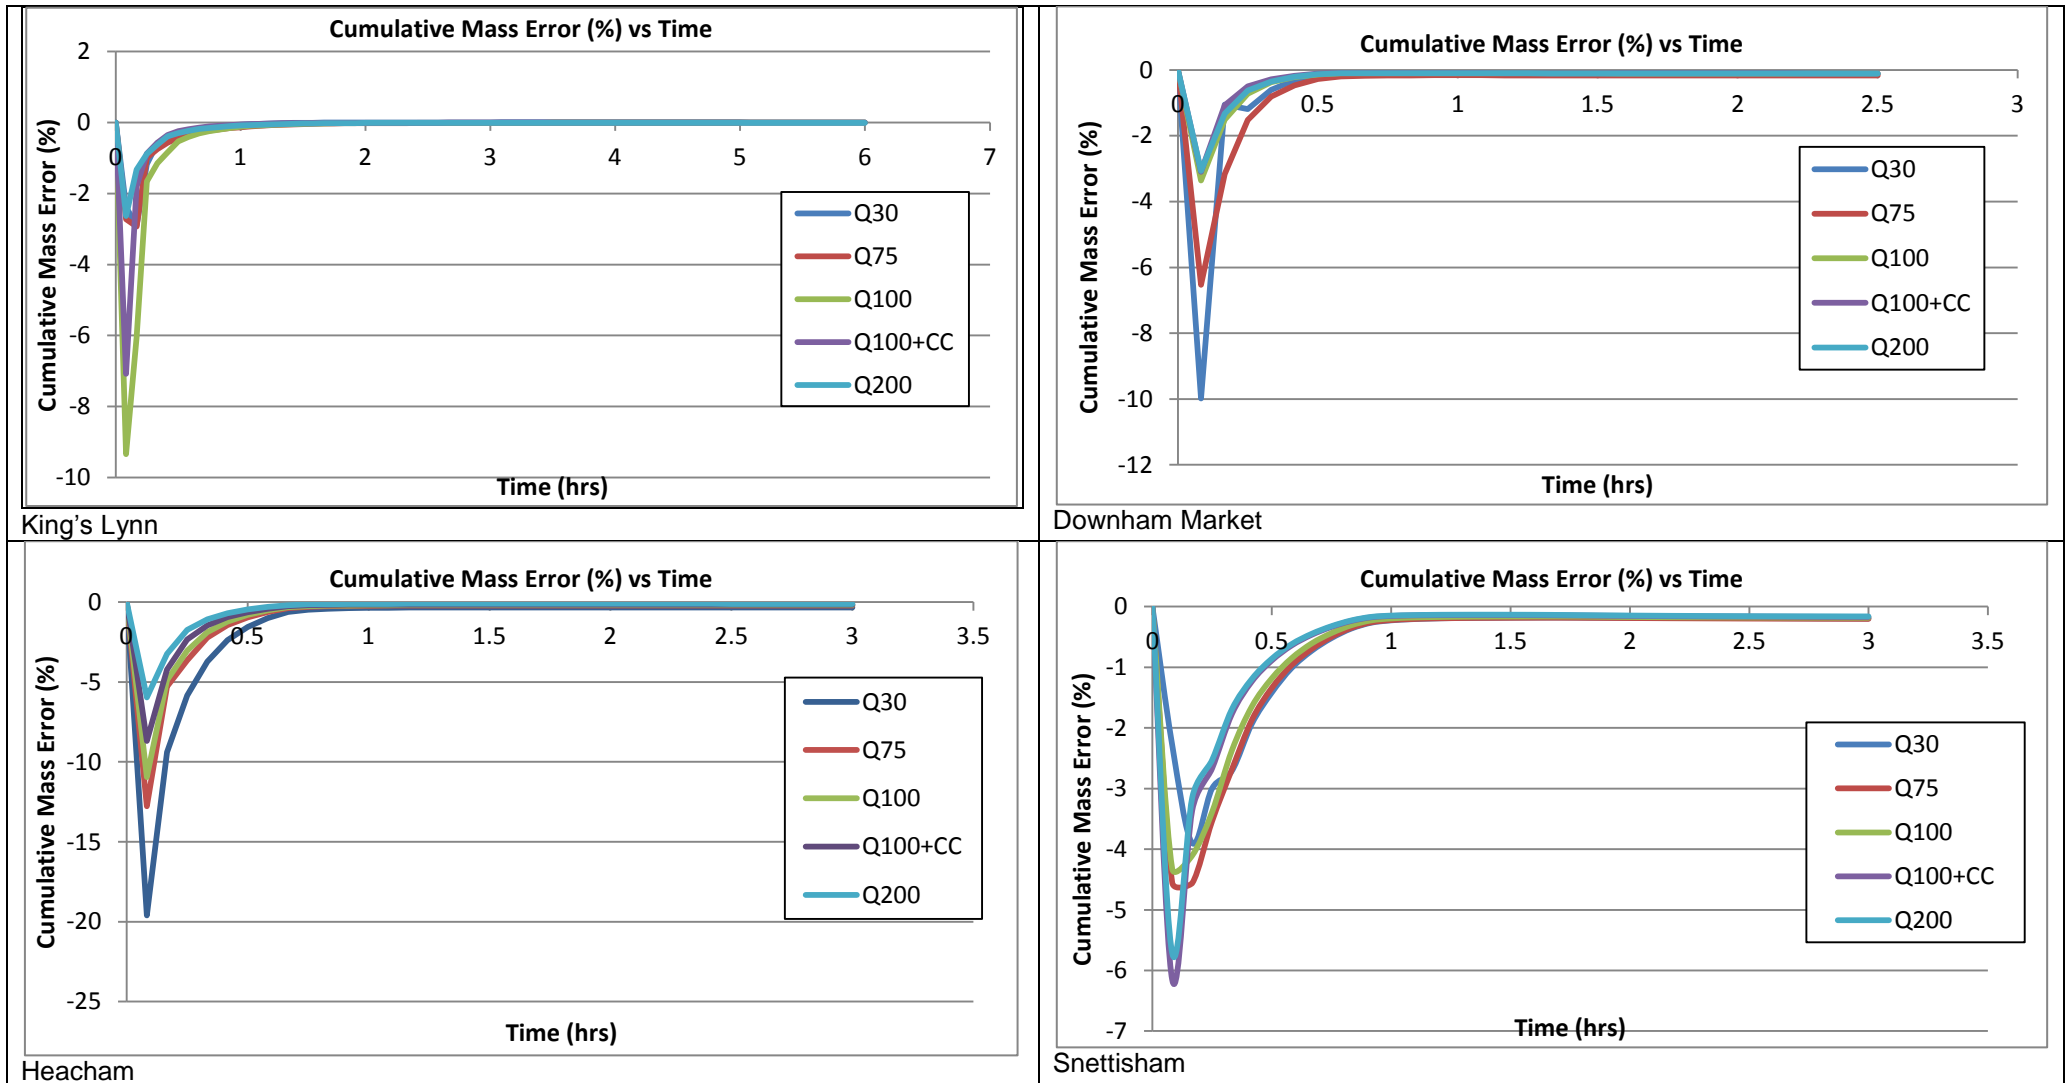 Cumulative Mass Error (%) vs Time
2
0
-2
-4
-6
-8
-10
0 1 2 3 4 5 6 7
Cumulative Mass Error (%)
Time (hrs)
Q30
Q75
Q100
Q100+CC
Q200
King's Lynn
Cumulative Mass Error (%) vs Time
0
-2
-4
-6
-8
-10
-12
0 0.5 1 1.5 2 2.5 3
Cumulative Mass Error (%)
Time (hrs)
Q30
Q75
Q100
Q100+CC
Q200
Downham Market
Cumulative Mass Error (%) vs Time
0
-5
-10
-15
-20
-25
0 0.5 1 1.5 2 2.5 3 3.5
Cumulative Mass Error (%)
Time (hrs)
Q30
Q75
Q100
Q100+CC
Q200
Heacham
Cumulative Mass Error (%) vs Time
0
-1
-2
-3
-4
-5
-6
-7
0 0.5 1 1.5 2 2.5 3 3.5
Cumulative Mass Error (%)
Time (hrs)
Q30
Q75
Q100
Q100+CC
Q200
Snettisham